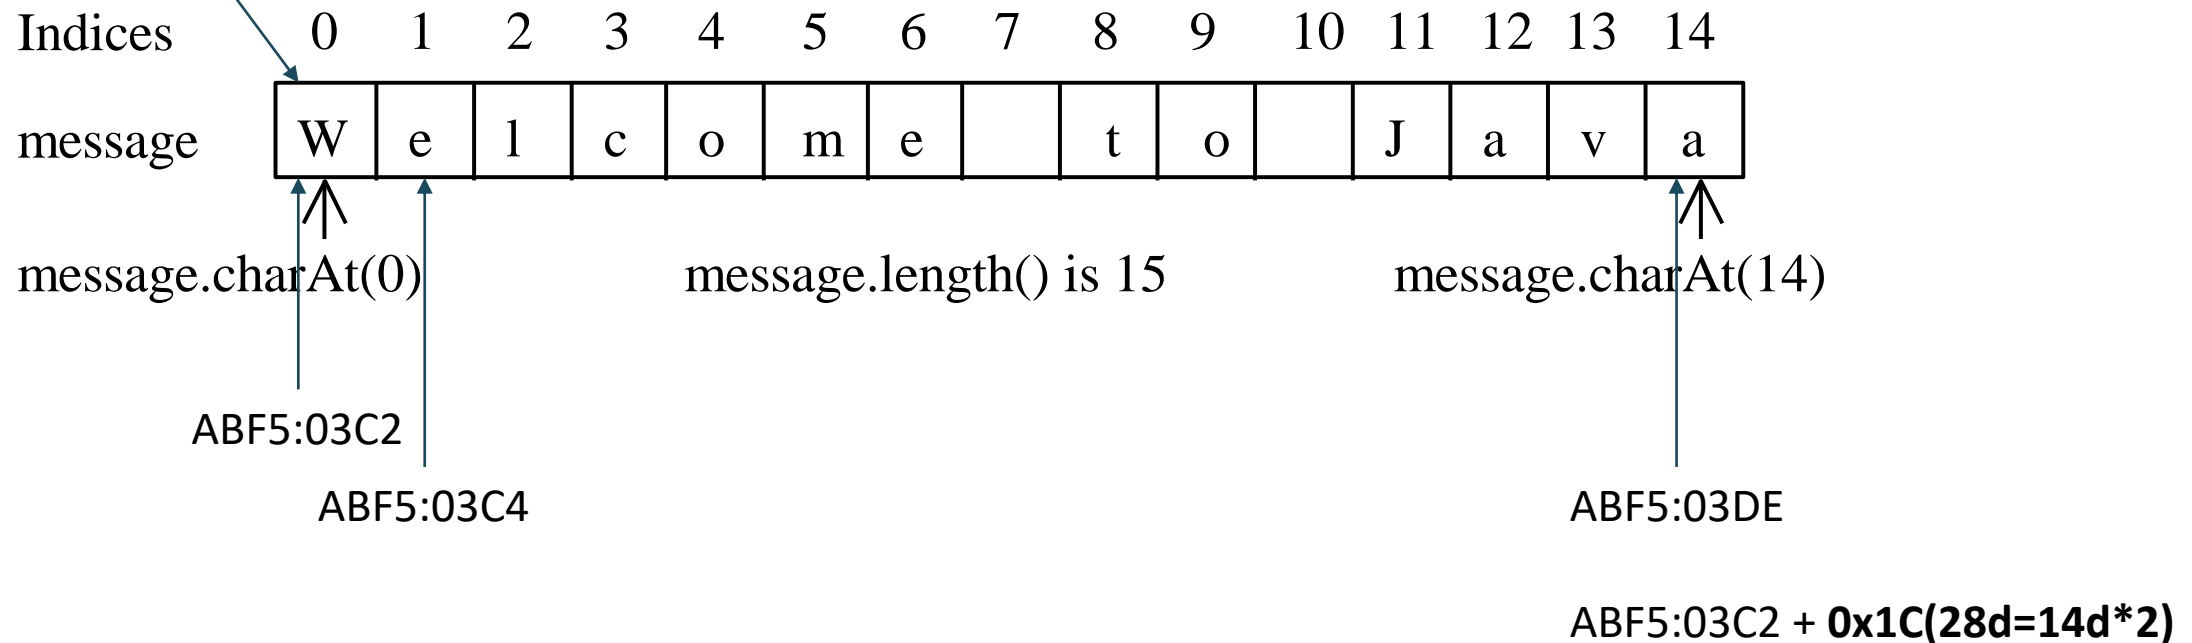 Indices 0 1 2 3 4 5 6 7 8 9 10 11 12 13 14
message W e l c o m e t o J a v a
message.charAt(0) message.length() is 15 message.charAt(14)
ABF5:03C2
ABF5:03C4 ABF5:03DE
ABF5:03C2 + 0x1C(28d=14d*2)